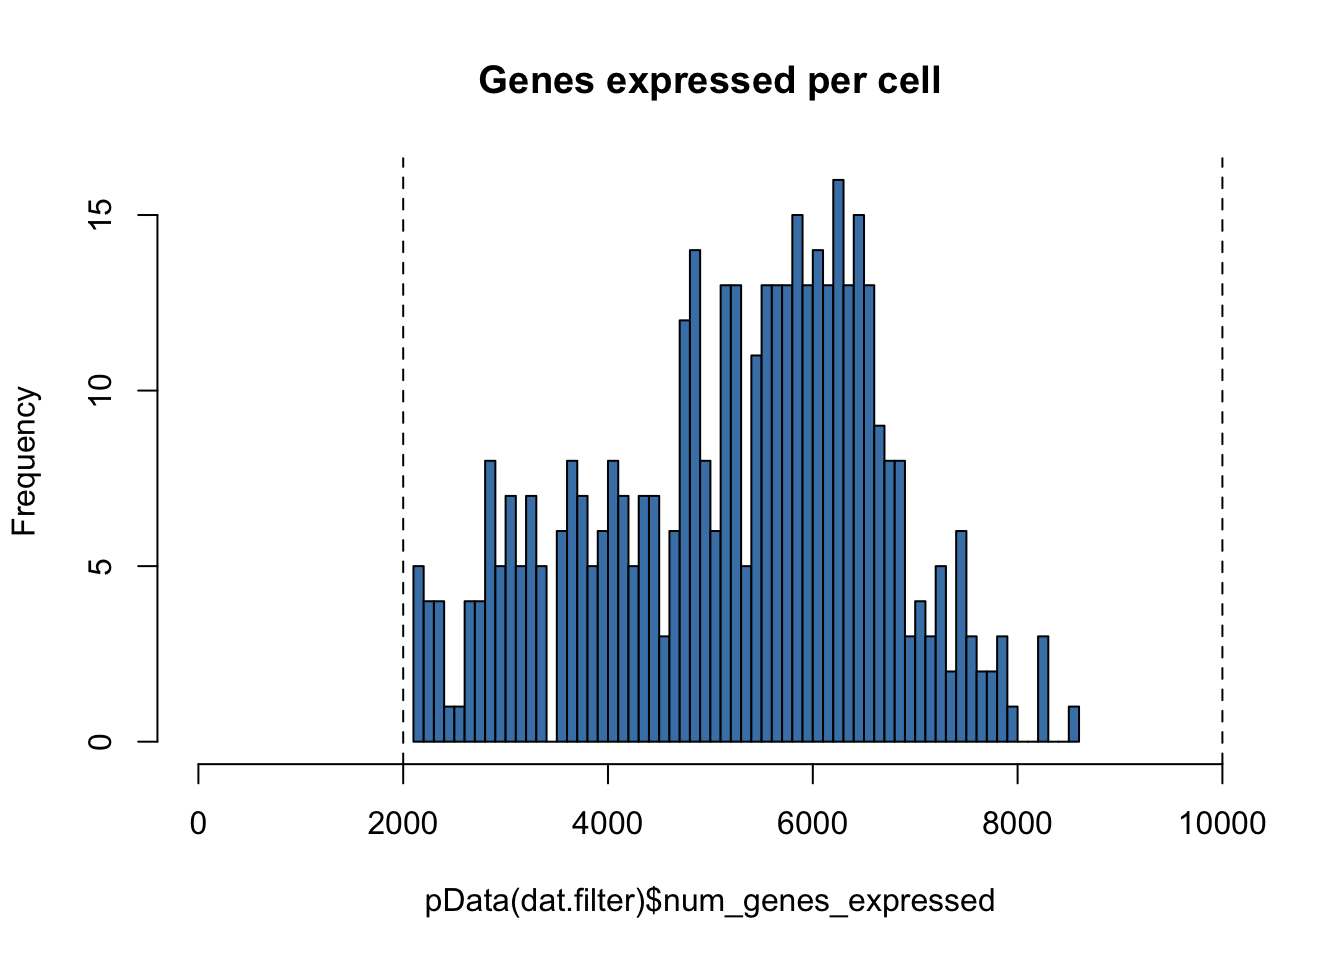 Genes expressed per cell
Frequency
15
10
5
0
0 2000 4000 6000 8000 10000
pData(dat.filter)$num_genes_expressed